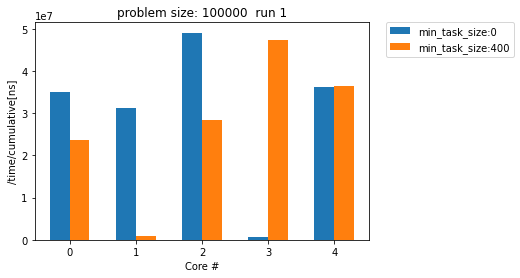 problem size: 100000  run 1
1e7
min_task_size:0
min_task_size:400
5
4
3
2
1
0
/time/cumulative[ns]
0 1 2 3 4
Core #